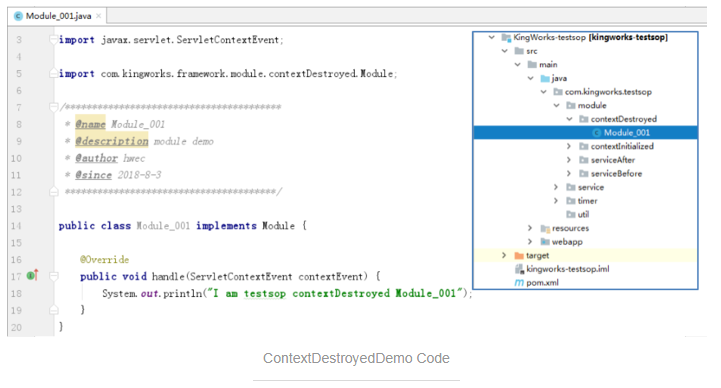 Module_001.java
3 import javax.servlet.ServletContextEvent;
4
5 import com.kingworks.framework.module.contextDestroyed.Module;
6
7 /****************************************
8 * @name Module_001
9 * @description module demo
10 * @author hwec
11 * @since 2018-8-3
12 ****************************************/
13
14 public class Module_001 implements Module {
15
16 @Override
17 public void handle(ServletContextEvent contextEvent) {
18 System.out.println("I am testsop contextDestroyed Module_001");
19 }
20 }
KingWorks-testsop [kingworks-testsop]
src
main
java
com.kingworks.testsop
module
contextDestroyed
Module_001
contextInitialized
serviceAfter
serviceBefore
service
timer
util
resources
webapp
target
kingworks-testsop.iml
pom.xml
ContextDestroyedDemo Code